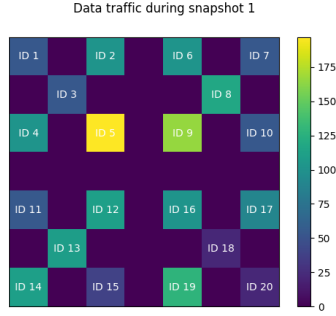 Data traffic during snapshot 1
ID 1 ID 2 ID 6 ID 7
ID 3 ID 8
ID 4 ID 5 ID 9 ID 10
ID 11 ID 12 ID 16 ID 17
ID 13 ID 18
ID 14 ID 15 ID 19 ID 20
175
150
125
100
75
50
25
0